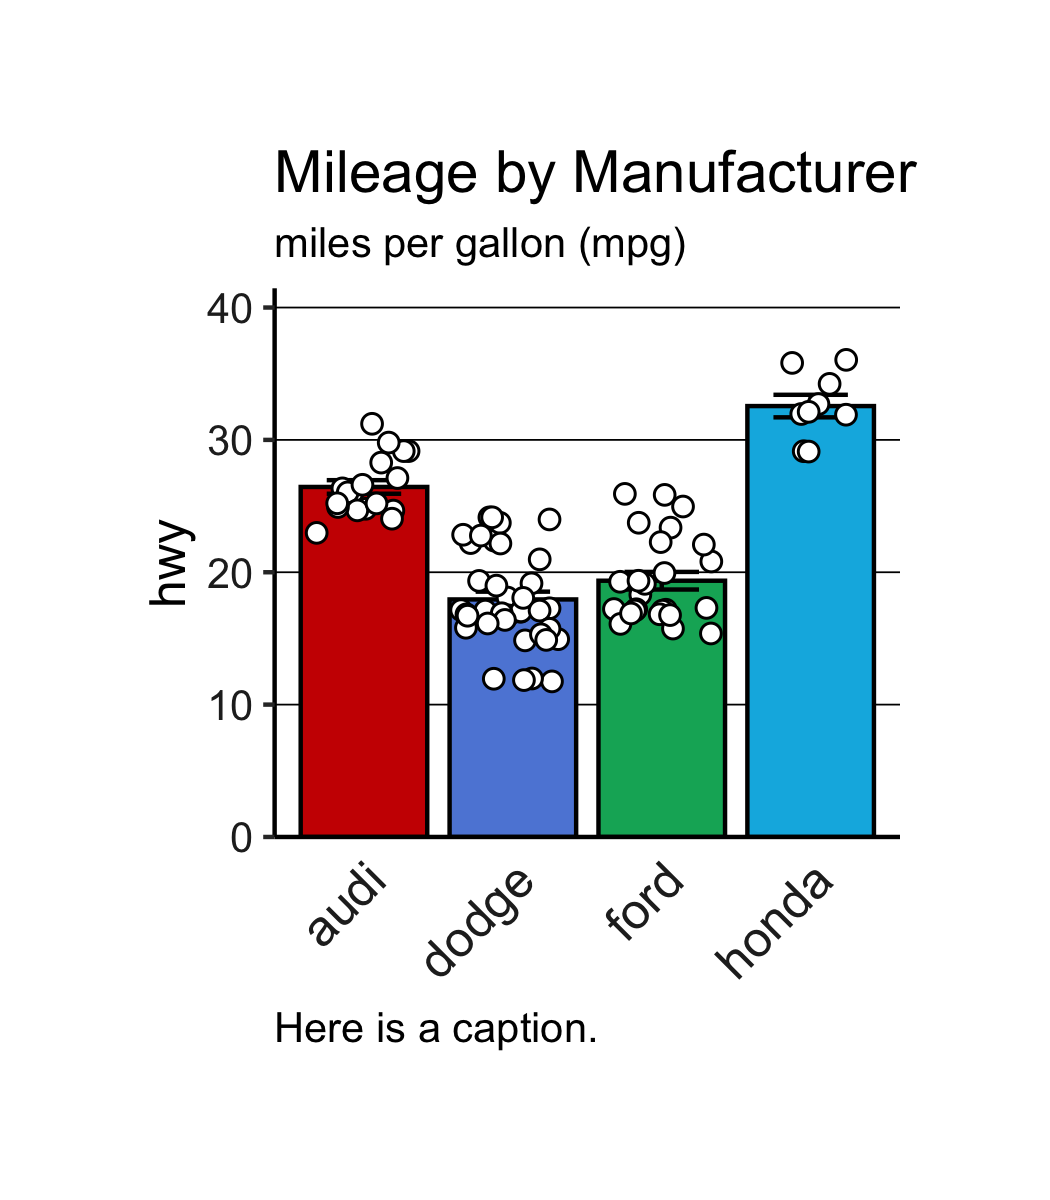 Mileage by Manufacturer
miles per gallon (mpg)
40
30
20
10
0
hwy
audi
dodge
ford
honda
Here is a caption.